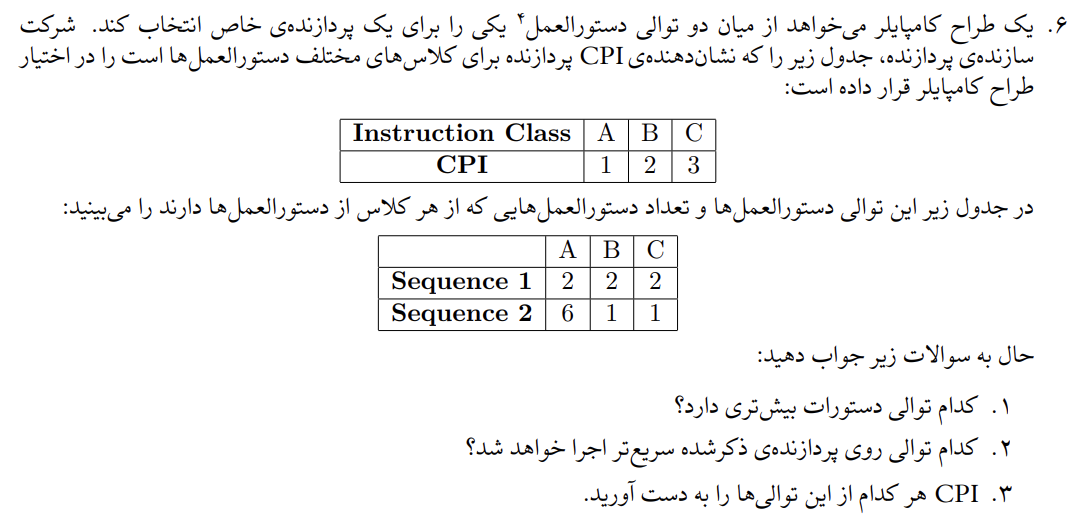 ۶. یک طراح کامپایلر می‌خواهد از میان دو توالی دستورالعمل۴ یکی را برای یک پردازنده‌ی خاص انتخاب کند. شرکت
سازنده‌ی پردازنده، جدول زیر را که نشان‌دهنده‌ی CPI پردازنده برای کلاس‌های مختلف دستورالعمل‌ها است را در اختیار
طراح کامپایلر قرار داده است:
Instruction Class A B C
CPI 1 2 3
در جدول زیر این توالی دستورالعمل‌ها و تعداد دستورالعمل‌هایی که از هر کلاس از دستورالعمل‌ها دارند را می‌بینید:
A B C
Sequence 1 2 2 2
Sequence 2 6 1 1
حال به سوالات زیر جواب دهید:
۱. کدام توالی دستورات بیش‌تری دارد؟
۲. کدام توالی روی پردازنده‌ی ذکرشده سریع‌تر اجرا خواهد شد؟
۳. CPI هر کدام از این توالی‌ها را به دست آورید.